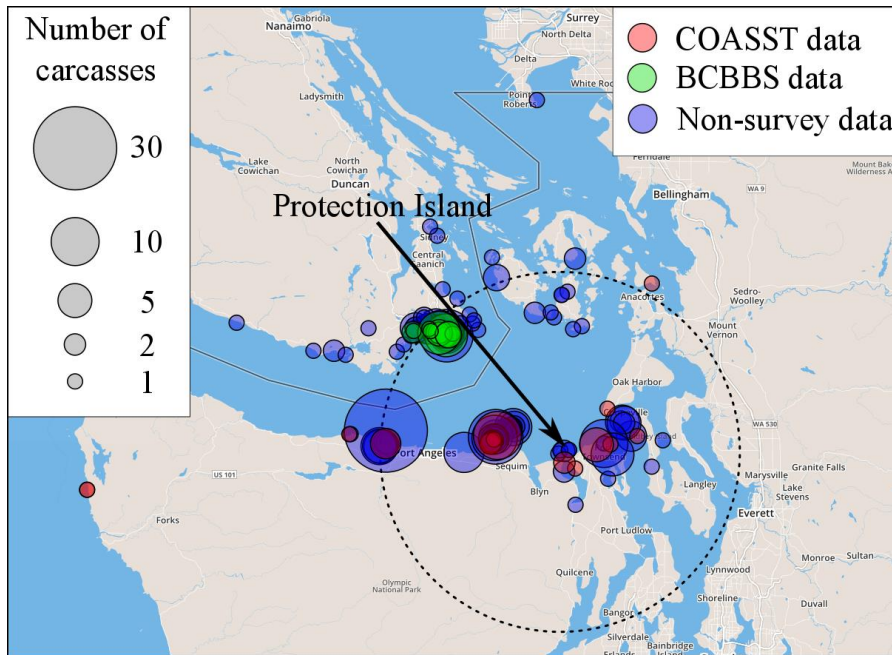 Number of
carcasses
30
10
5
2
1
COASST data
BCBBS data
Non-survey data
Protection Island
Gabriola
Nanaimo
Surrey
North Delta
Delta
White Roc
Point
Roberts
Ladysmith
Lake
Cowichan
North
Cowichan
Duncan
Ferndale
Mount Bake
Wilderness A
WA 9
Bellingham
Sidney
Central
Saanich
Anacortes
Sedro-
Woolley
Mount
Vernon
Oak Harbor
WA 530
Port Angeles
Sequim
Blyn
US 101
Forks
Marysville
Granite Falls
Lake
Stevens
Langley
Everett
Port Ludlow
Quilcene
Olympic
National Park
Monroe
Sultan
Lynnwood
Shoreline
Duvall
Bangor
Silverdale
Bainbridge
Island